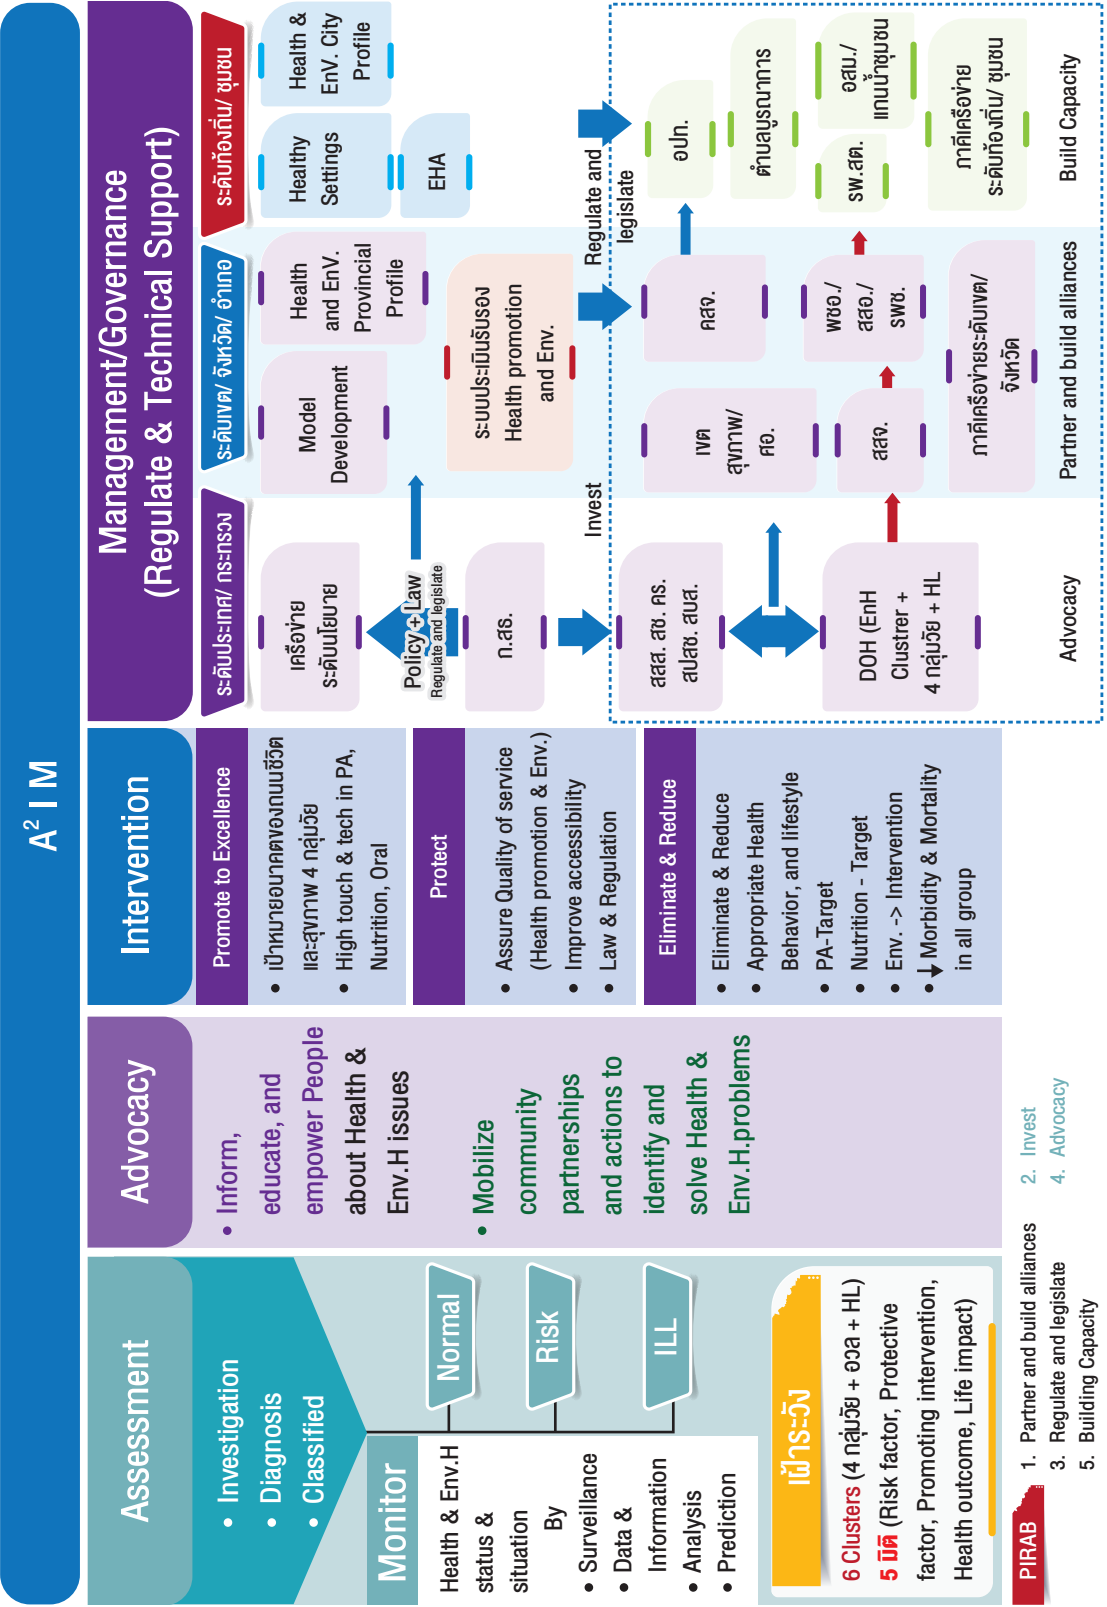 A² I M
Assessment
• Investigation
• Diagnosis
• Classified
Monitor
Health & Env.H
status &
situation
By
• Surveillance
• Data &
Information
• Analysis
• Prediction
Normal
Risk
ILL
เฝ้าระวัง
6 Clusters (4 กลุ่มวัย + อวล + HL)
5 มิติ (Risk factor, Protective
factor, Promoting intervention,
Health outcome, Life impact)
Advocacy
• Inform,
educate, and
empower People
about Health &
Env.H issues
• Mobilize
community
partnerships
and actions to
identify and
solve Health &
Env.H.problems
Intervention
Promote to Excellence
• เป้าหมายอนาคตของถนนชีวิต
และสุขภาพ 4 กลุ่มวัย
• High touch & tech in PA,
Nutrition, Oral
Protect
• Assure Quality of service
(Health promotion & Env.)
• Improve accessibility
• Law & Regulation
Eliminate & Reduce
• Eliminate & Reduce
• Appropriate Health
Behavior, and lifestyle
• PA-Target
• Nutrition - Target
• Env. -> Intervention
• ↓ Morbidity & Mortality
in all group
Management/Governance
(Regulate & Technical Support)
ระดับประเทศ/ กระทรวง
ระดับเขต/ จังหวัด/ อำเภอ
ระดับท้องถิ่น/ ชุมชน
เครือข่าย
ระดับนโยบาย
Policy + Law
Regulate and legislate
ก.สธ.
Model
Development
Health
and EnV.
Provincial
Profile
ระบบประเมินรับรอง
Health promotion
and Env.
Healthy
Settings
Health &
EnV. City
Profile
EHA
Invest
Regulate and
legislate
สสส. สช. คร.
สปสช. สบส.
DOH (EnH
Clustrer +
4 กลุ่มวัย + HL
Advocacy
เขต
สุขภาพ/
ศอ.
คสจ.
สสจ.
พชอ./
สสอ./
รพช.
ภาคีเครือข่ายระดับเขต/
จังหวัด
Partner and build alliances
อปท.
ตำบลบูรณาการ
รพ.สต.
อสม./
แกนนำชุมชน
ภาคีเครือข่าย
ระดับท้องถิ่น/ ชุมชน
Build Capacity
PIRAB
1. Partner and build alliances
2. Invest
3. Regulate and legislate
4. Advocacy
5. Building Capacity